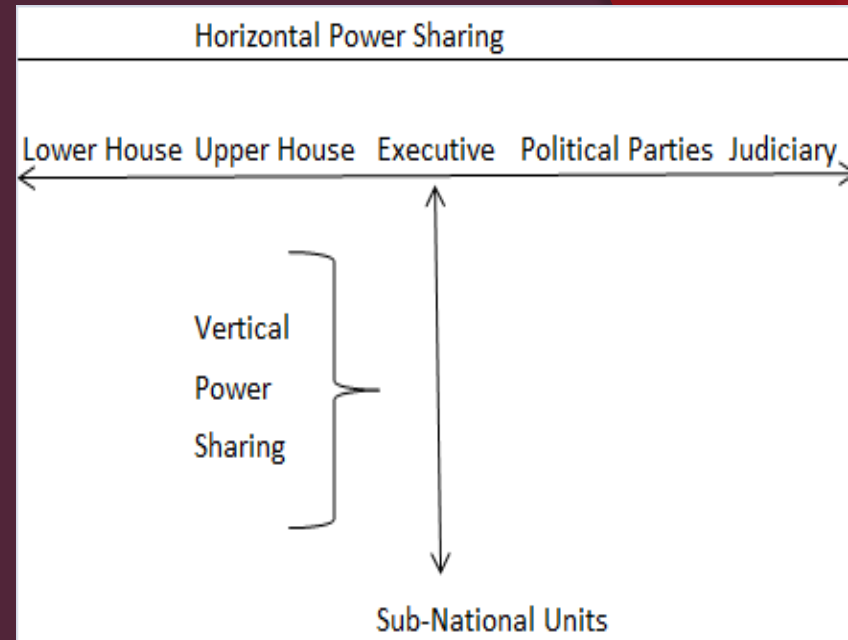 Horizontal Power Sharing
Lower House Upper House Executive Political Parties Judiciary
Vertical
Power
Sharing
Sub-National Units